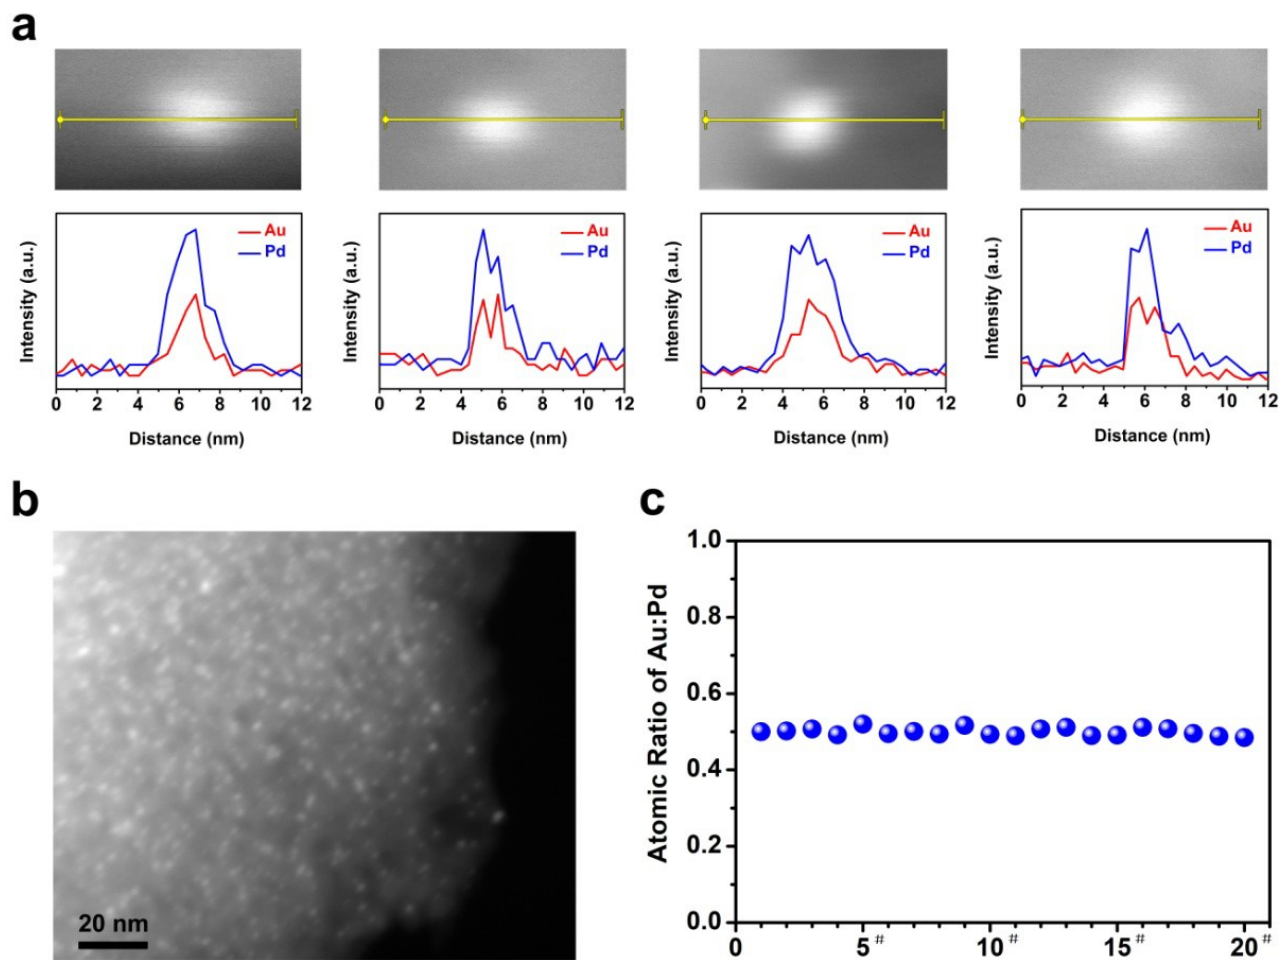 a
Au
Pd
Intensity (a.u.)
0 2 4 6 8 10 12
Distance (nm)
Au
Pd
Intensity (a.u.)
0 2 4 6 8 10 12
Distance (nm)
Au
Pd
Intensity (a.u.)
0 2 4 6 8 10 12
Distance (nm)
Au
Pd
Intensity (a.u.)
0 2 4 6 8 10 12
Distance (nm)
b
20 nm
c
Atomic Ratio of Au:Pd
1.0
0.8
0.6
0.4
0.2
0.0
0 5# 10# 15# 20#